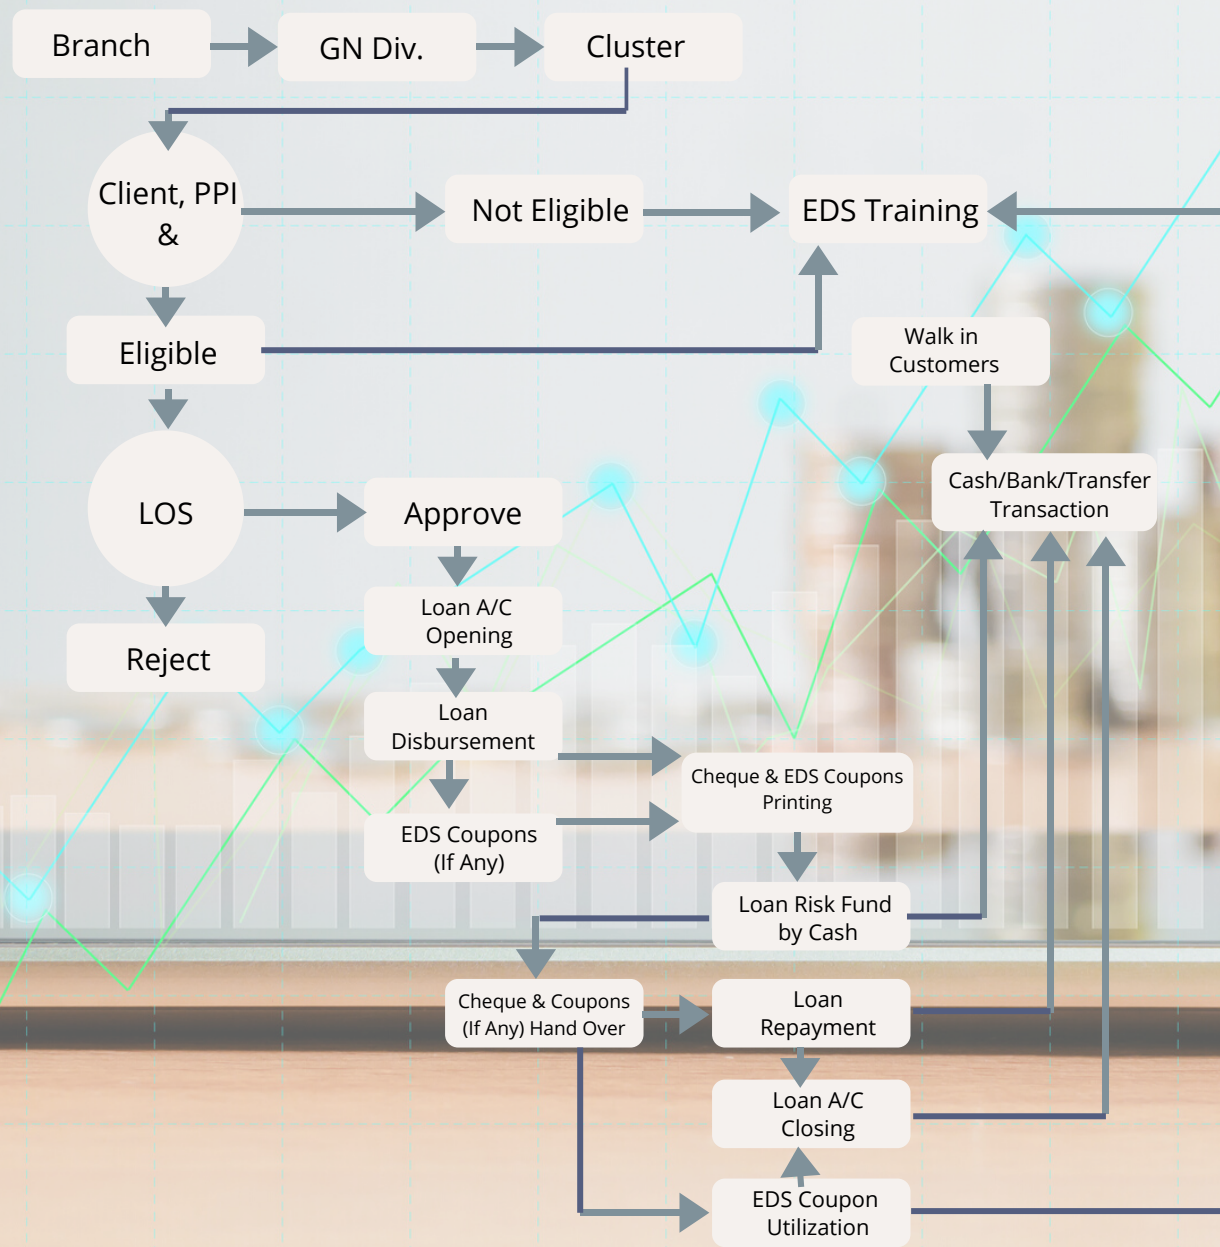 Branch
GN Div.
Cluster
Client, PPI
&
Not Eligible
EDS Training
Eligible
Walk in
Customers
LOS
Approve
Cash/Bank/Transfer
Transaction
Loan A/C
Opening
Reject
Loan
Disbursement
Cheque & EDS Coupons
Printing
EDS Coupons
(If Any)
Loan Risk Fund
by Cash
Cheque & Coupons
(If Any) Hand Over
Loan
Repayment
Loan A/C
Closing
EDS Coupon
Utilization